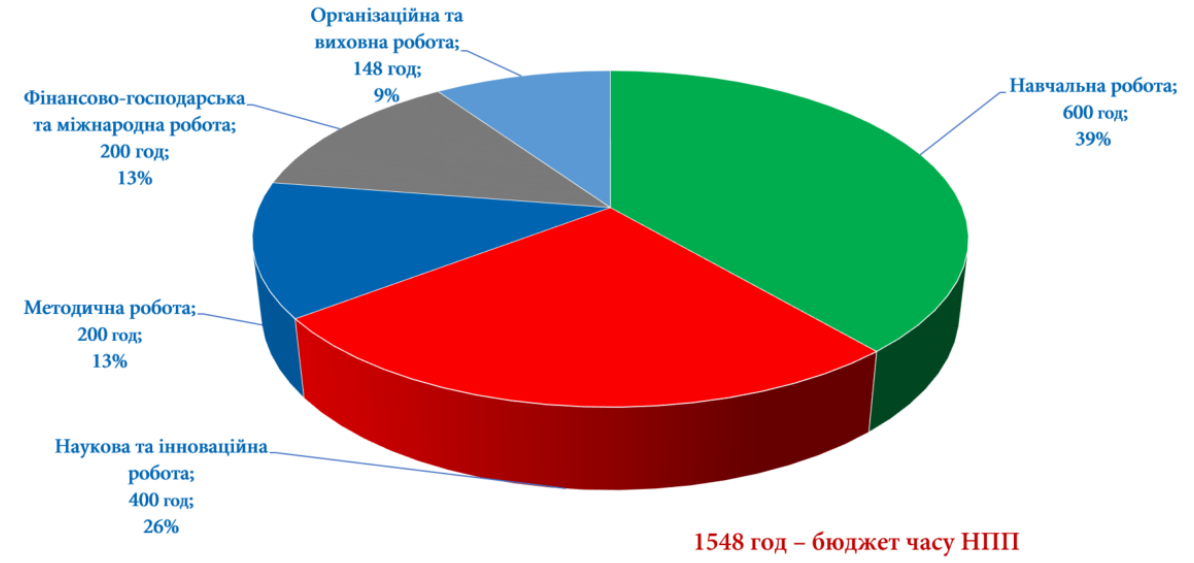 Організаційна та
виховна робота;
148 год;
9%
Навчальна робота;
600 год;
39%
Фінансово-господарська
та міжнародна робота;
200 год;
13%
Методична робота;
200 год;
13%
Наукова та інноваційна
робота;
400 год;
26%
1548 год – бюджет часу НПП